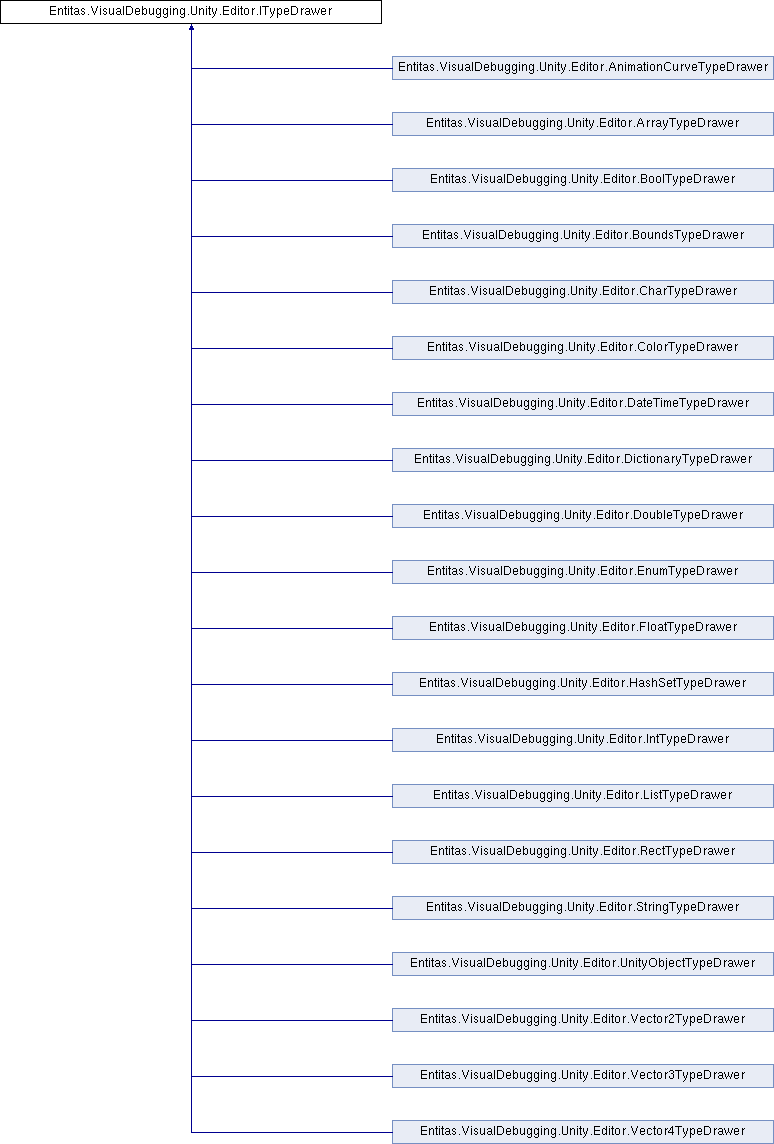 Entitas.VisualDebugging.Unity.Editor.ITypeDrawer
Entitas.VisualDebugging.Unity.Editor.AnimationCurveTypeDrawer
Entitas.VisualDebugging.Unity.Editor.ArrayTypeDrawer
Entitas.VisualDebugging.Unity.Editor.BoolTypeDrawer
Entitas.VisualDebugging.Unity.Editor.BoundsTypeDrawer
Entitas.VisualDebugging.Unity.Editor.CharTypeDrawer
Entitas.VisualDebugging.Unity.Editor.ColorTypeDrawer
Entitas.VisualDebugging.Unity.Editor.DateTimeTypeDrawer
Entitas.VisualDebugging.Unity.Editor.DictionaryTypeDrawer
Entitas.VisualDebugging.Unity.Editor.DoubleTypeDrawer
Entitas.VisualDebugging.Unity.Editor.EnumTypeDrawer
Entitas.VisualDebugging.Unity.Editor.FloatTypeDrawer
Entitas.VisualDebugging.Unity.Editor.HashSetTypeDrawer
Entitas.VisualDebugging.Unity.Editor.IntTypeDrawer
Entitas.VisualDebugging.Unity.Editor.ListTypeDrawer
Entitas.VisualDebugging.Unity.Editor.RectTypeDrawer
Entitas.VisualDebugging.Unity.Editor.StringTypeDrawer
Entitas.VisualDebugging.Unity.Editor.UnityObjectTypeDrawer
Entitas.VisualDebugging.Unity.Editor.Vector2TypeDrawer
Entitas.VisualDebugging.Unity.Editor.Vector3TypeDrawer
Entitas.VisualDebugging.Unity.Editor.Vector4TypeDrawer